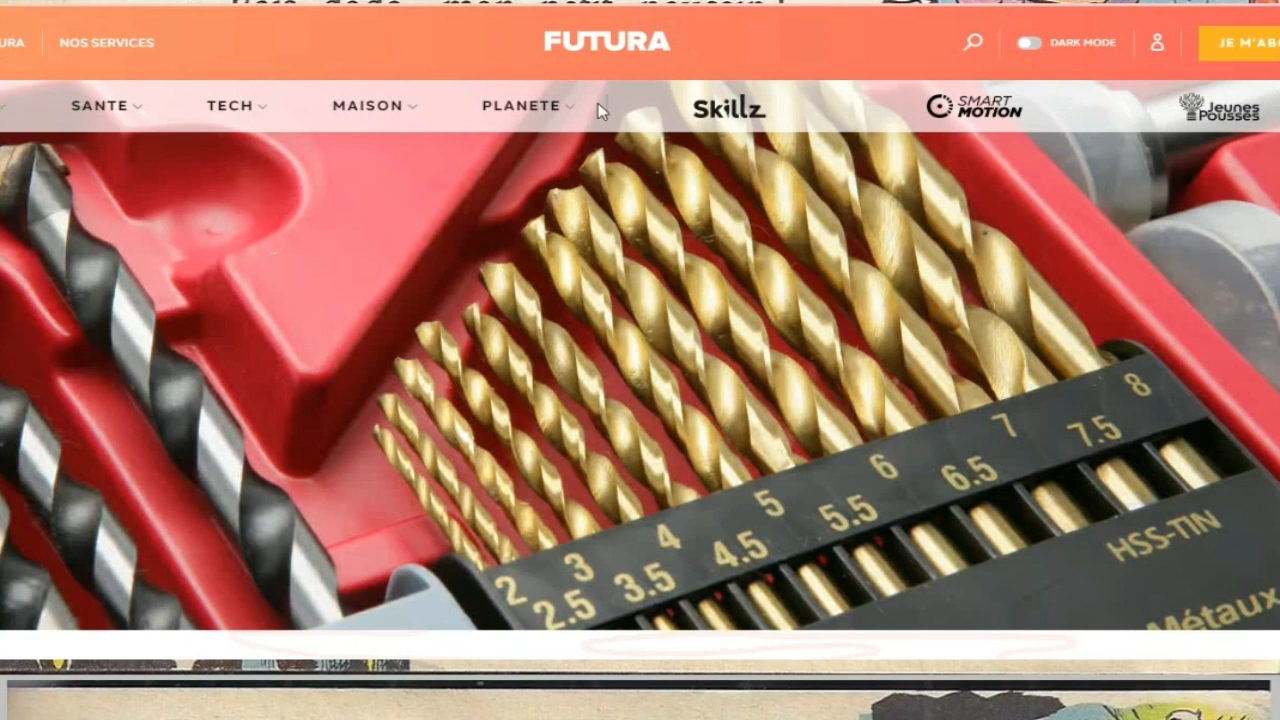 URA
NOS SERVICES
FUTURA
DARK MODE
JE M'AB
SANTE
TECH
MAISON
PLANETE
Skillz
SMART
MOTION
Jeunes
Pousses
8
7 7.5
6 6.5
5 5.5
4 4.5
3 3.5
2 2.5
HSS-TIN
Métaux